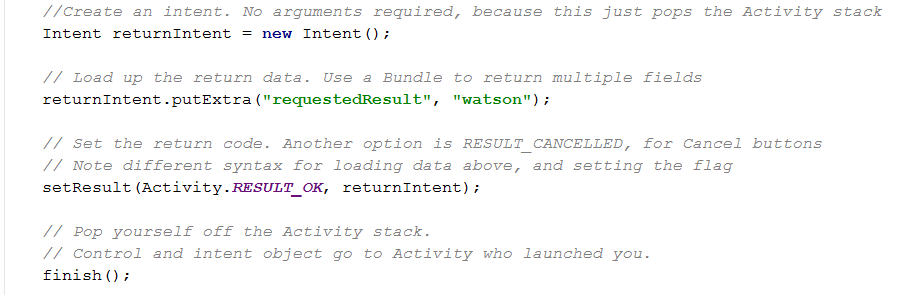 //Create an intent. No arguments required, because this just pops the Activity stack
Intent returnIntent = new Intent();
// Load up the return data. Use a Bundle to return multiple fields
returnIntent.putExtra("requestedResult", "watson");
// Set the return code. Another option is RESULT_CANCELLED, for Cancel buttons
// Note different syntax for loading data above, and setting the flag
setResult(Activity.RESULT_OK, returnIntent);
// Pop yourself off the Activity stack.
// Control and intent object go to Activity who launched you.
finish();